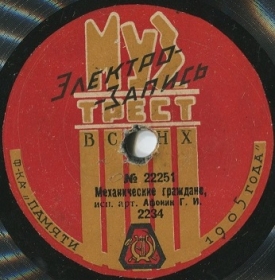 МУЗ
ЭЛЕКТРО-
-ЗАПИСЬ
ТРЕСТ
ВСНХ
№ 22251
Механические граждане,
исп. арт. Афонин Г. И.
2234
Ф-КА „ПАМЯТИ
1905 ГОДА"